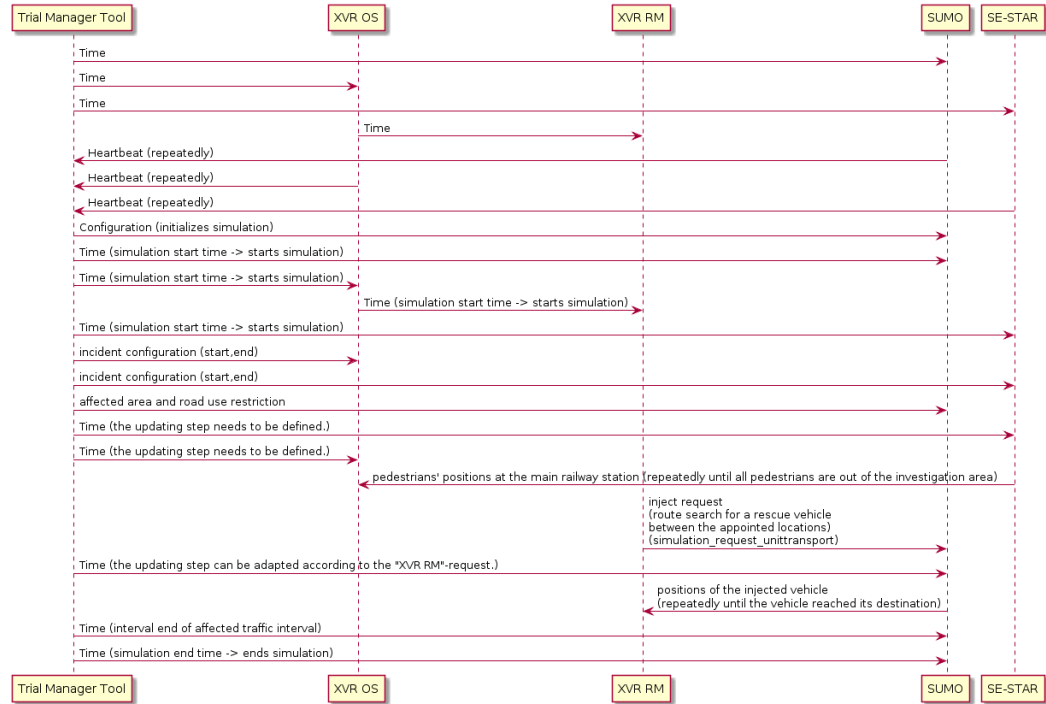 Trial Manager Tool
XVR OS
XVR RM
SUMO
SE-STAR
Time
Time
Time
Time
Heartbeat (repeatedly)
Heartbeat (repeatedly)
Heartbeat (repeatedly)
Configuration (initializes simulation)
Time (simulation start time -> starts simulation)
Time (simulation start time -> starts simulation)
Time (simulation start time -> starts simulation)
Time (simulation start time -> starts simulation)
incident configuration (start,end)
incident configuration (start,end)
affected area and road use restriction
Time (the updating step needs to be defined.)
Time (the updating step needs to be defined.)
pedestrians' positions at the main railway station (repeatedly until all pedestrians are out of the investigation area)
inject request
(route search for a rescue vehicle
between the appointed locations)
(simulation_request_unittransport)
Time (the updating step can be adapted according to the "XVR RM"-request.)
positions of the injected vehicle
(repeatedly until the vehicle reached its destination)
Time (interval end of affected traffic interval)
Time (simulation end time -> ends simulation)
Trial Manager Tool
XVR OS
XVR RM
SUMO
SE-STAR